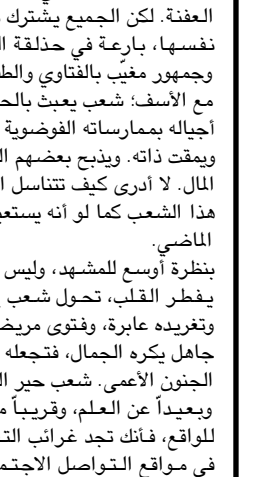 العفنة. لكن الجميع يشترك
نفسها، بارعة في حذلقة
وجمهور مغيّب بالفتاوي والط
مع الأسف؛ شعب يعبث بالح
أجياله بممارساته الفوضوية
ويمقت ذاته. ويذبح بعضهم ال
المال. لا أدرى كيف تتناسل ا
هذا الشعب كما لو أنه يستعي
الماضي.
بنظرة أوسع للمشهد، وليس
يفطر القلب، تحول شعب
وتغريده عابرة، وفتوى مريض
جاهل يكره الجمال، فتجعله
الجنون الأعمى. شعب حير ال
وبعيداً عن العلم، وقريباً م
للواقع، فأنك تجد غرائب الت
في مواقع التواصل الاجتم